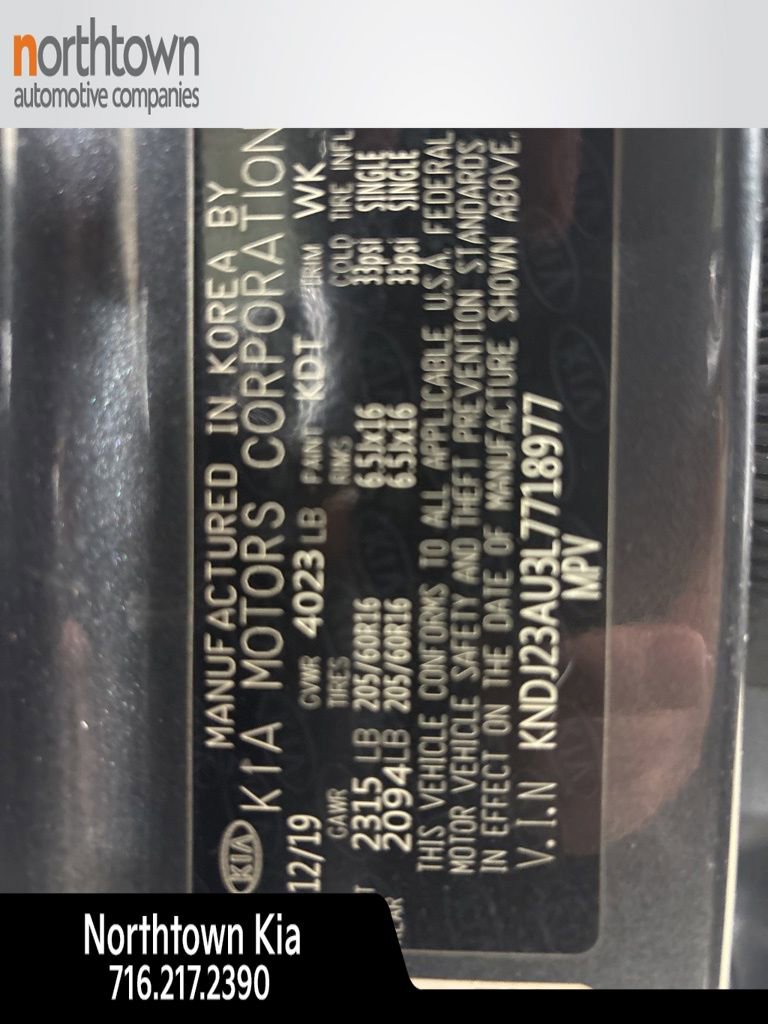 northtown
automotive companies
MANUFACTURED IN KOREA BY
KIA KIA MOTORS CORPORATION
12/19 GVWR 4023 LB PAINT KDT TRIM WK
GAWR TIRES RIMS COLD TIRE INFL
2315 LB 205/60R16 6.5Jx16 33psi SINGLE
2094 LB 205/60R16 6.5Jx16 33psi SINGLE
THIS VEHICLE CONFORMS TO ALL APPLICABLE U.S.A. FEDERAL
MOTOR VEHICLE SAFETY AND THEFT PREVENTION STANDARDS
IN EFFECT ON THE DATE OF MANUFACTURE SHOWN ABOVE.
V.I.N KNDJ23AU3L7718977
MPV
Northtown Kia
716.217.2390